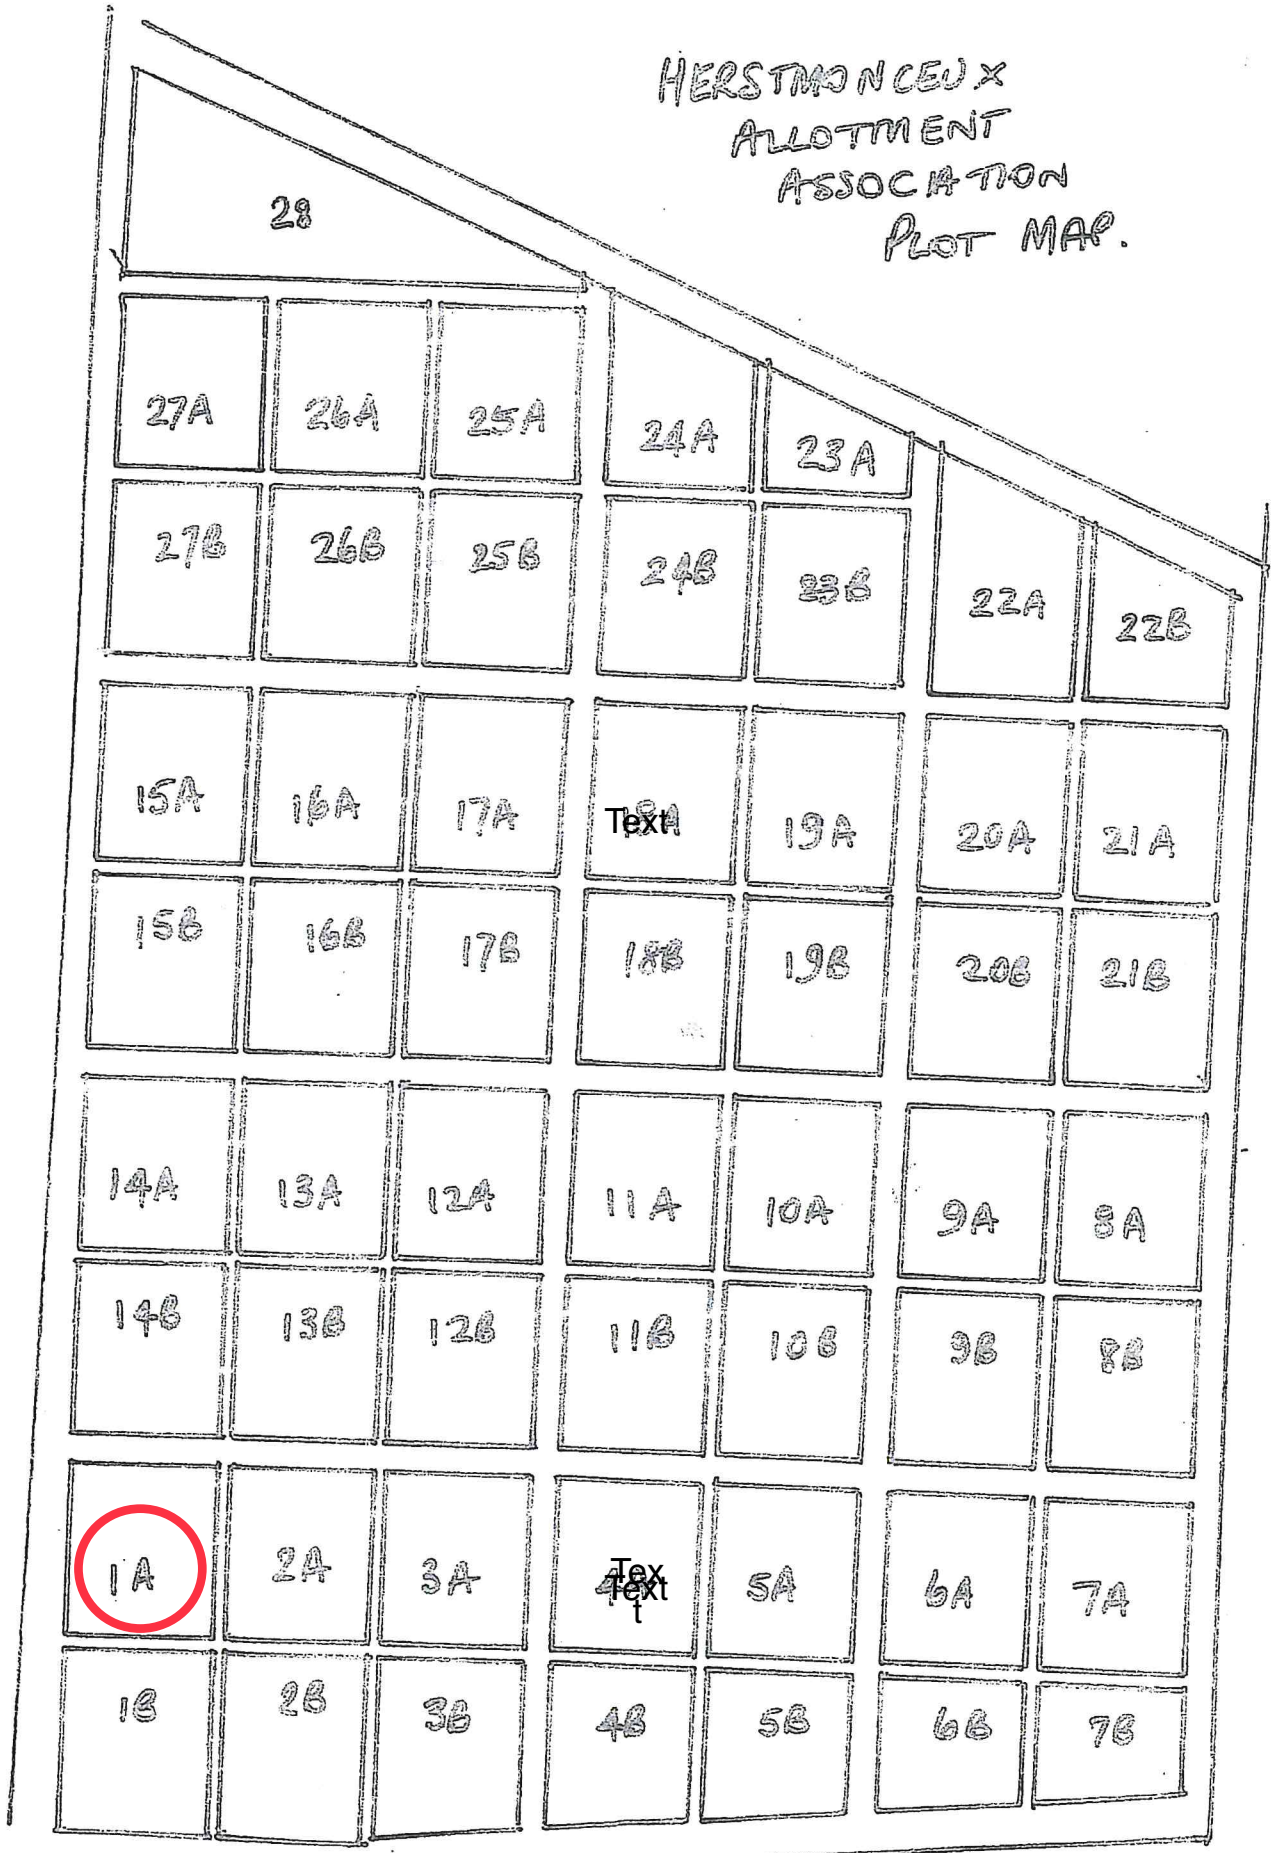 HERSTMONCEUX
ALLOTMENT
ASSOCIATION
PLOT MAP.
28
27A 26A 25A 24A 23A
27B 26B 25B 24B 23B 22A 22B
15A 16A 17A 18A Text 19A 20A 21A
15B 16B 17B 18B 19B 20B 21B
14A 13A 12A 11A 10A 9A 8A
14B 13B 12B 11B 10B 9B 8B
1A 2A 3A Tex Text t 5A 6A 7A
1B 2B 3B 4B 5B 6B 7B